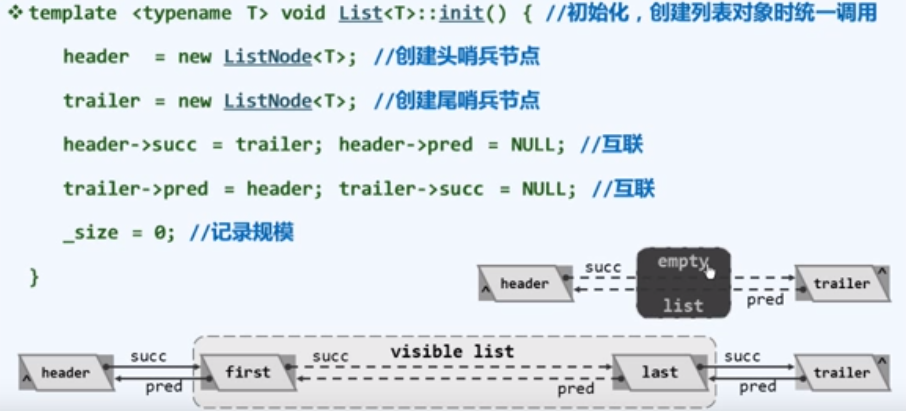 ❖ template <typename T> void List<T>::init() { //初始化，创建列表对象时统一调用
header = new ListNode<T>; //创建头哨兵节点
trailer = new ListNode<T>; //创建尾哨兵节点
header->succ = trailer; header->pred = NULL; //互联
trailer->pred = header; trailer->succ = NULL; //互联
_size = 0; //记录规模
}
header succ empty list pred trailer ^
^
header succ pred first succ visible list pred last succ pred trailer ^
^